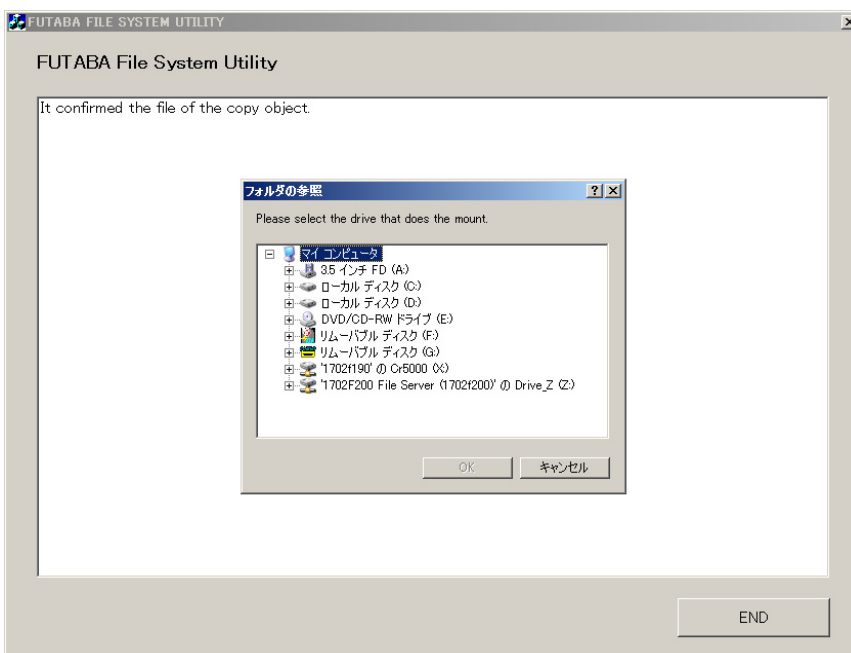 FUTABA FILE SYSTEM UTILITY
FUTABA File System Utility
It confirmed the file of the copy object.
フォルダの参照
Please select the drive that does the mount.
マイ コンピュータ
3.5 インチ FD (A:)
ローカル ディスク (C:)
ローカル ディスク (D:)
DVD/CD-RW ドライブ (E:)
リムーバブル ディスク (F:)
リムーバブル ディスク (G:)
'1702f190' の Cr5000 (X:)
'1702F200 File Server (1702f200)' の Drive_Z (Z:)
OK
キャンセル
END